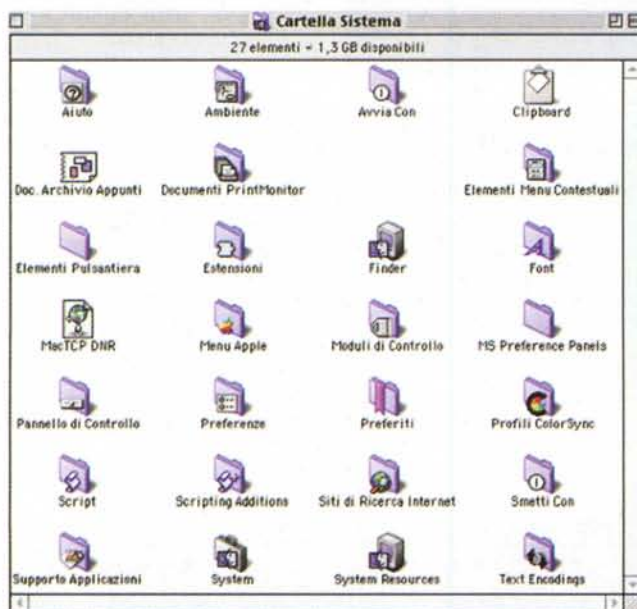 Cartella Sistema
27 elementi - 1,3 GB disponibili
Aiuto Ambiente Avvia Con Clipboard
Doc. Archivio Appunti Documenti PrintMonitor Elementi Menu Contestuali
Elementi Pulsantiera Estensioni Finder Font
MacTCP DNR Menu Apple Moduli di Controllo MS Preference Panels
Pannello di Controllo Preferenze Preferiti Profili ColorSync
Script Scripting Additions Siti di Ricerca Internet Smetti Con
Supporto Applicazioni System System Resources Text Encodings